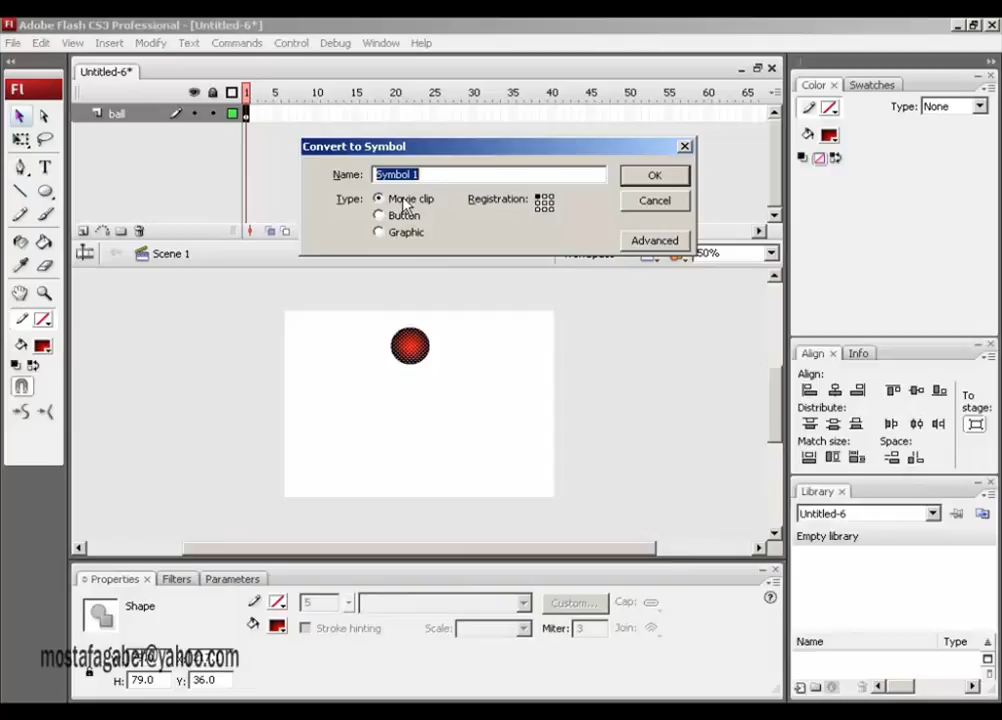 Adobe Flash CS3 Professional - [Untitled-6*]
File Edit View Insert Modify Text Commands Control Debug Window Help
Fl
Untitled-6*
1 5 10 15 20 25 30 35 40 45 50 55 60 65
ball
Convert to Symbol
Name: Symbol 1
OK
Type: Movie clip
Registration:
Cancel
Button
Graphic
Advanced
Scene 1
50%
Color Swatches
Type: None
Align Info
Align:
To stage:
Distribute:
Match size: Space:
Library
Untitled-6
Empty library
Name Type
Properties Filters Parameters
Shape
5
Custom...
Cap:
Stroke hinting
Scale:
Miter: 3
Join:
mostafagaber@yahoo.com
H: 79.0 Y: 36.0